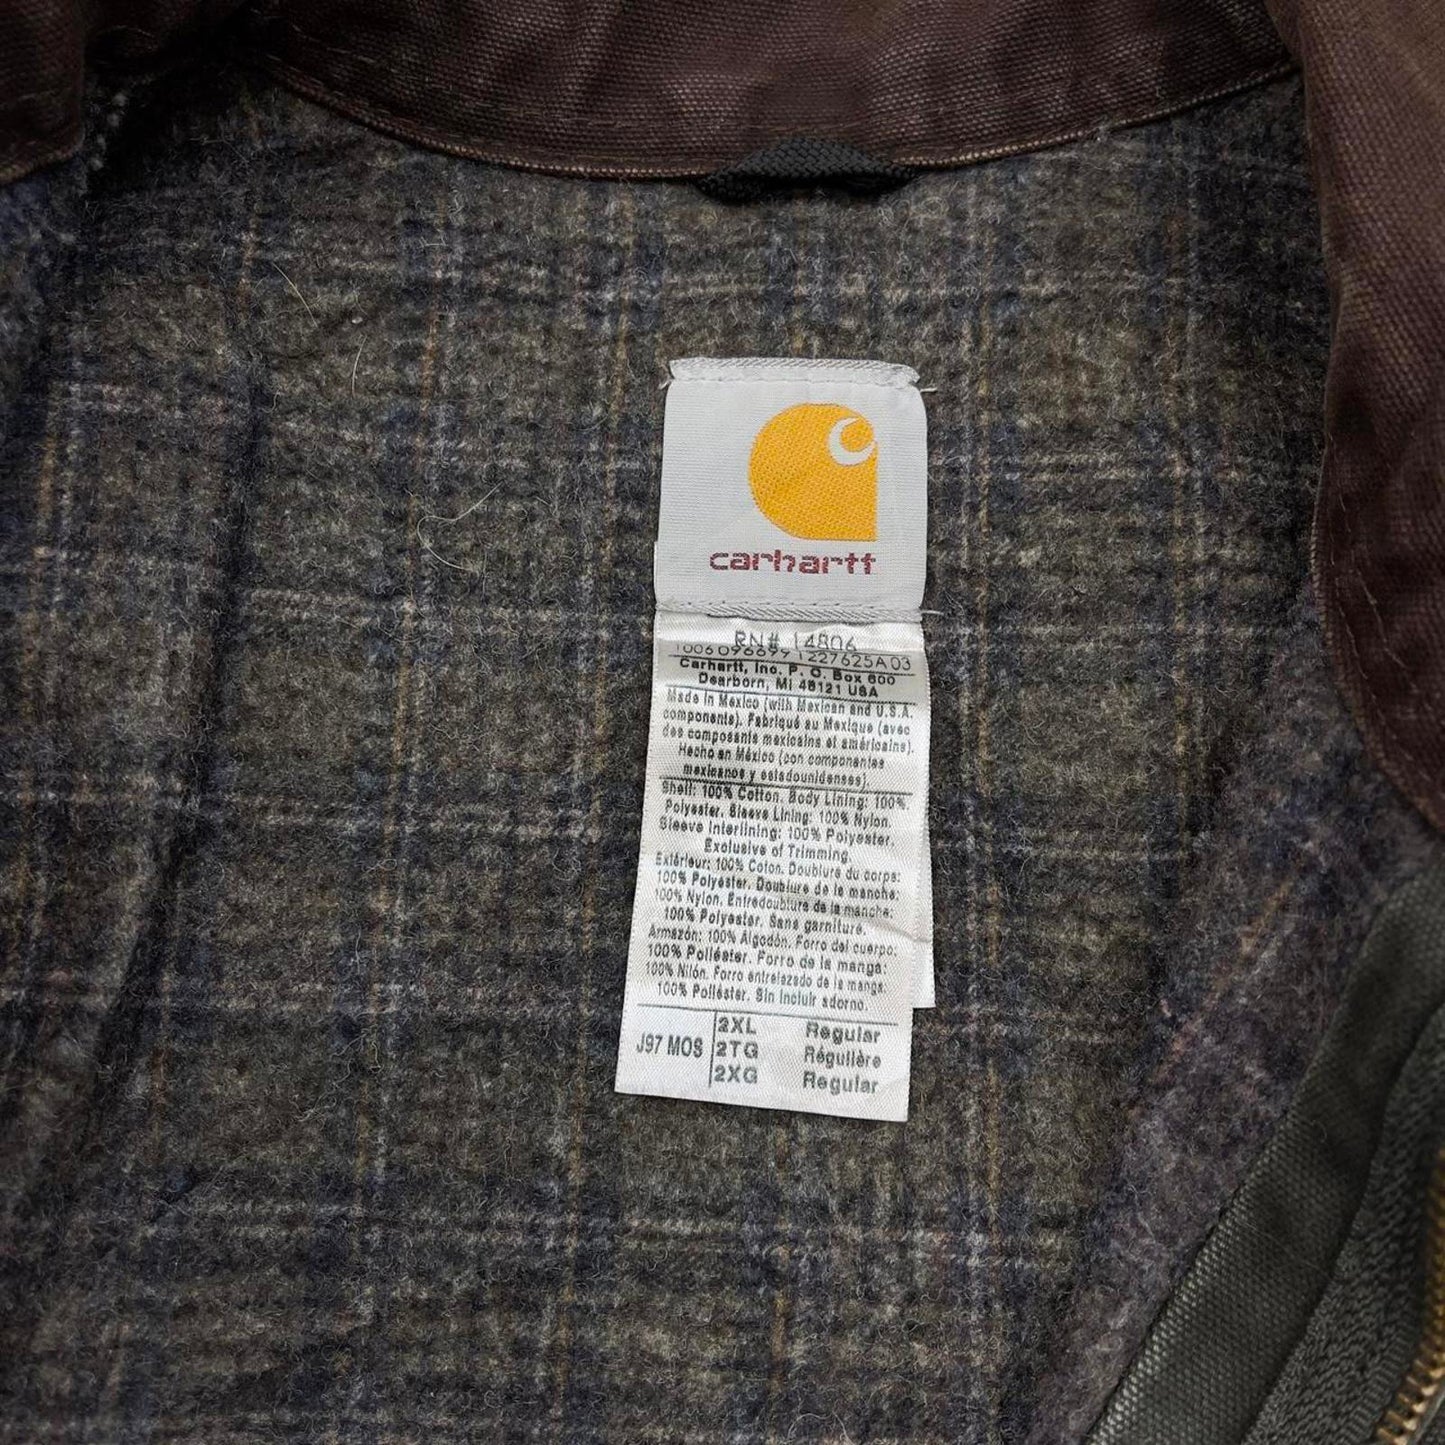 carhartt
RN# 14806
10060966991227625A03
Carhartt, Inc. P. O. Box 600
Dearborn, MI 48121 USA
Made in Mexico (with Mexican and U.S.A.
components). Fabriqué au Mexique (avec
des composants mexicains et américains).
Hecho en México (con componentes
mexicanos y estadounidenses).
Shell: 100% Cotton. Body Lining: 100%
Polyester. Sleeve Lining: 100% Nylon.
Sleeve Interlining: 100% Polyester.
Exclusive of Trimming.
Extérieur: 100% Coton. Doublure du corps:
100% Polyester. Doublure de la manche:
100% Nylon. Entredoublure de la manche:
100% Polyester. Sans garniture.
Armazón: 100% Algodón. Forro del cuerpo:
100% Poliéster. Forro de la manga:
100% Nilón. Forro entrelazado de la manga:
100% Poliéster. Sin incluir adorno.
J97 MOS 2XL Regular
2TG Régulière
2XG Regular